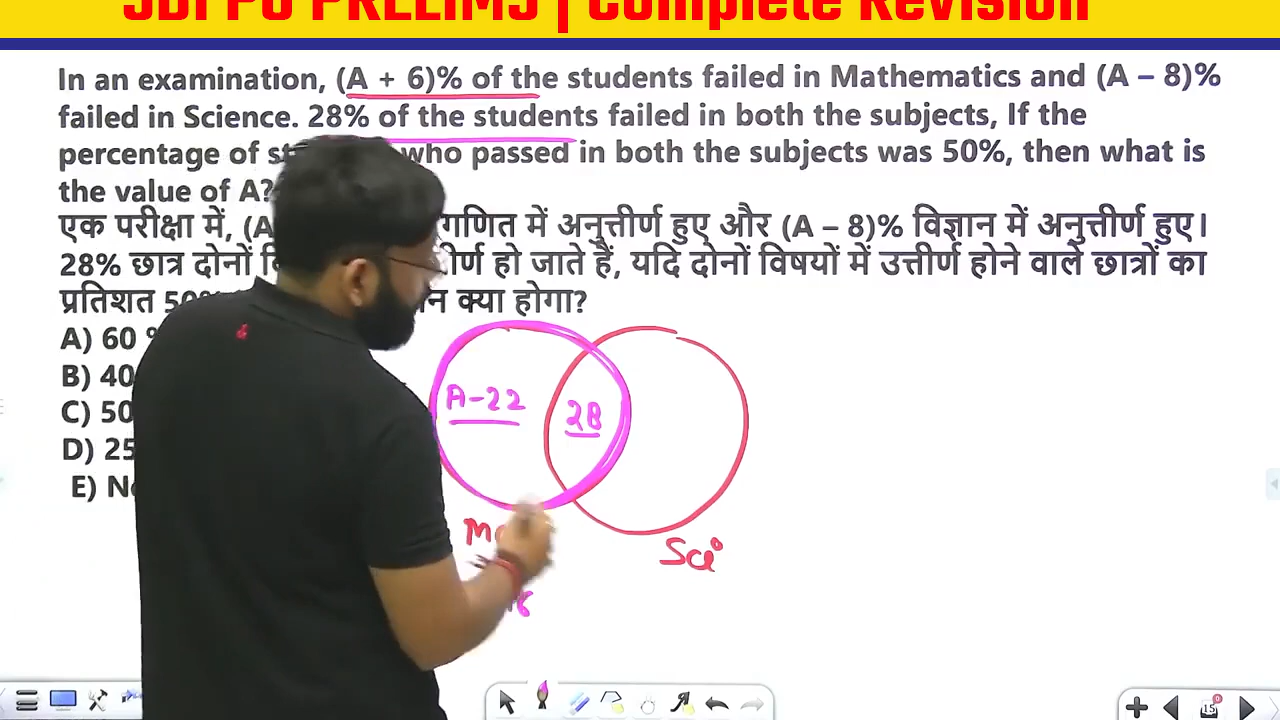 SBI PO PRELIMS | Complete Revision
In an examination, (A + 6)% of the students failed in Mathematics and (A – 8)%
failed in Science. 28% of the students failed in both the subjects, If the
percentage of who passed in both the subjects was 50%, then what is
the value of A?
एक परीक्षा में, (A गणित में अनुत्तीर्ण हुए और (A – 8)% विज्ञान में अनुत्तीर्ण हुए।
28% छात्र दोनों हो जाते हैं, यदि दोनों विषयों में उत्तीर्ण होने वाले छात्रों का
प्रतिशत 50% क्या होगा?
A) 60
B) 40
C) 50
D) 25
E)
A-22
28
Sci
15